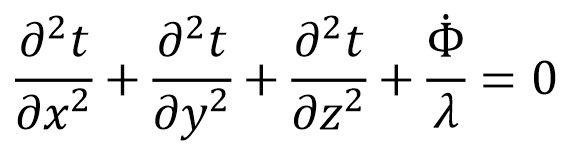 ∂²t/∂x² + ∂²t/∂y² + ∂²t/∂z² + Φ̇/λ = 0